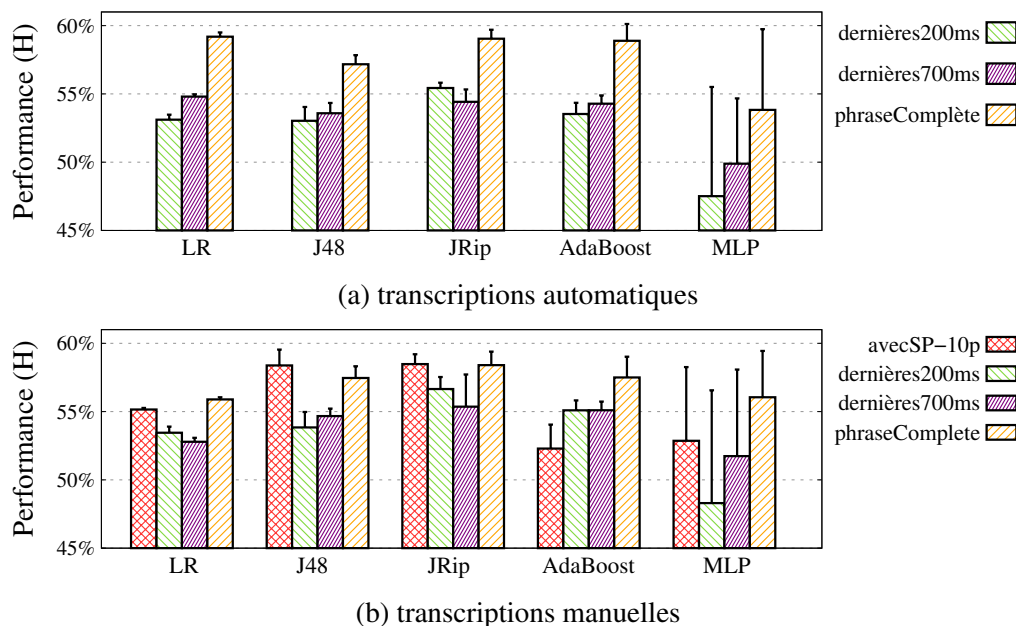 Performance (H)
60%
55%
50%
45%
LR
J48
JRip
AdaBoost
MLP
dernières200ms
dernières700ms
phraseComplète
(a) transcriptions automatiques
Performance (H)
60%
55%
50%
45%
LR
J48
JRip
AdaBoost
MLP
avecSP−10p
dernières200ms
dernières700ms
phraseComplete
(b) transcriptions manuelles